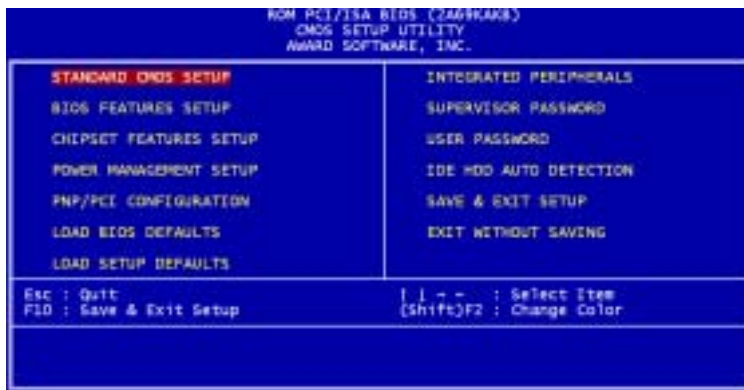 ROM PCI/ISA BIOS (2A69KAKB)
CMOS SETUP UTILITY
AWARD SOFTWARE, INC.
STANDARD CMOS SETUP
BIOS FEATURES SETUP
CHIPSET FEATURES SETUP
POWER MANAGEMENT SETUP
PNP/PCI CONFIGURATION
LOAD BIOS DEFAULTS
LOAD SETUP DEFAULTS
INTEGRATED PERIPHERALS
SUPERVISOR PASSWORD
USER PASSWORD
IDE HDD AUTO DETECTION
SAVE & EXIT SETUP
EXIT WITHOUT SAVING
Esc : Quit
F10 : Save & Exit Setup
: Select Item
(Shift)F2 : Change Color